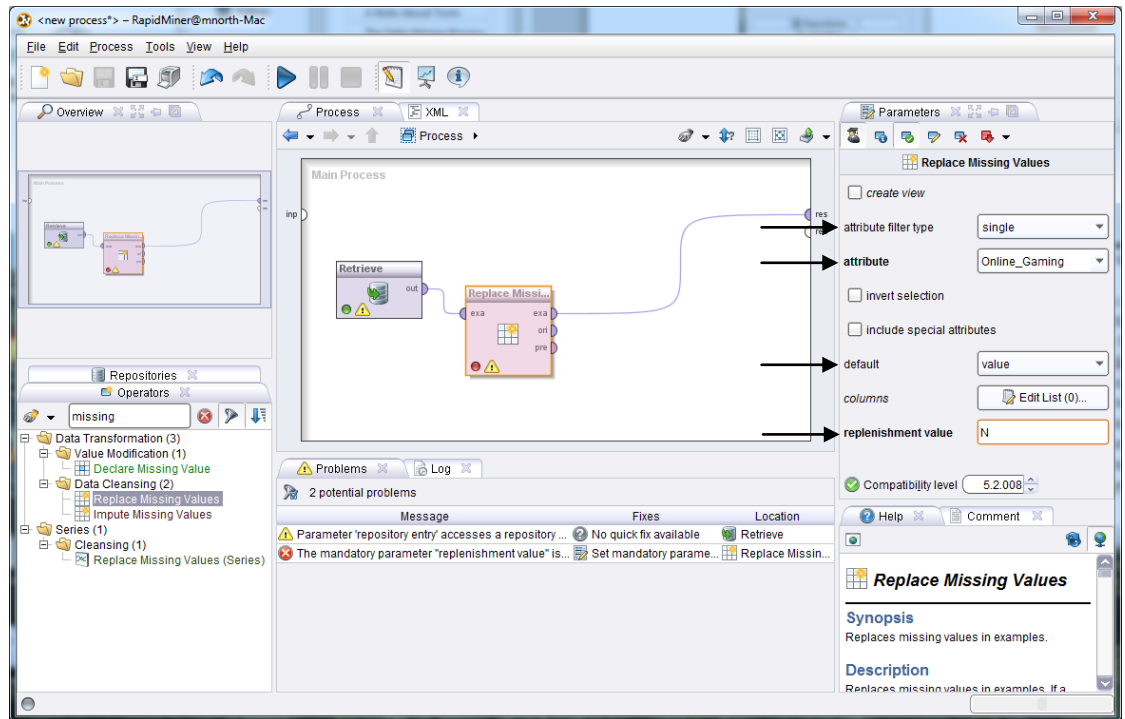 <new process*> – RapidMiner@mnorth-Mac
File Edit Process Tools View Help
Overview
Process
XML
Parameters
Process
Replace Missing Values
Main Process
inp
res
res
Retrieve
out
Replace Missi...
exa
exa
ori
pre
create view
attribute filter type
single
attribute
Online_Gaming
invert selection
include special attributes
default
value
columns
Edit List (0)...
replenishment value
N
Compatibility level
5.2.008
Repositories
Operators
missing
Data Transformation (3)
Value Modification (1)
Declare Missing Value
Data Cleansing (2)
Replace Missing Values
Impute Missing Values
Series (1)
Cleansing (1)
Replace Missing Values (Series)
Problems
Log
2 potential problems
Message
Fixes
Location
Parameter 'repository entry' accesses a repository ...
No quick fix available
Retrieve
The mandatory parameter "replenishment value" is...
Set mandatory parame...
Replace Missin...
Help
Comment
Replace Missing Values
Synopsis
Replaces missing values in examples.
Description
Replaces missing values in examples. If a